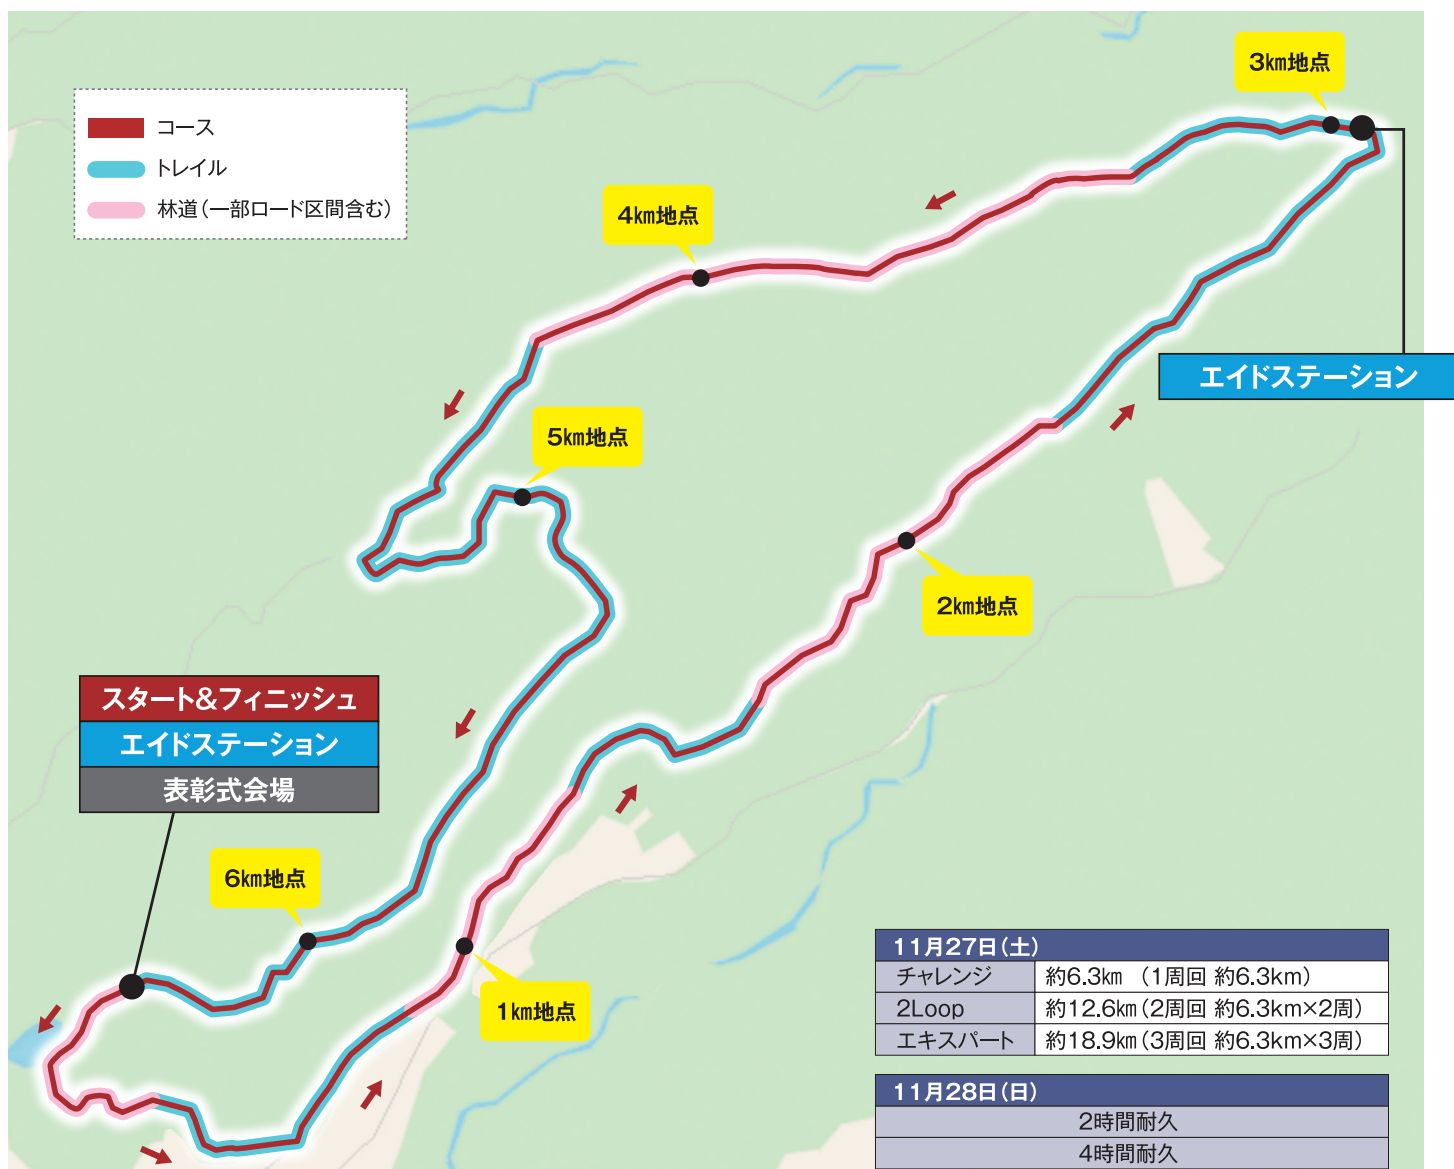 コース
トレイル
林道（一部ロード区間含む）
3km地点
4km地点
エイドステーション
5km地点
2km地点
スタート&フィニッシュ
エイドステーション
表彰式会場
6km地点
1km地点
11月27日（土）
チャレンジ 約6.3km （1周回 約6.3km）
2Loop 約12.6km（2周回 約6.3km×2周）
エキスパート 約18.9km（3周回 約6.3km×3周）
11月28日（日）
2時間耐久
4時間耐久